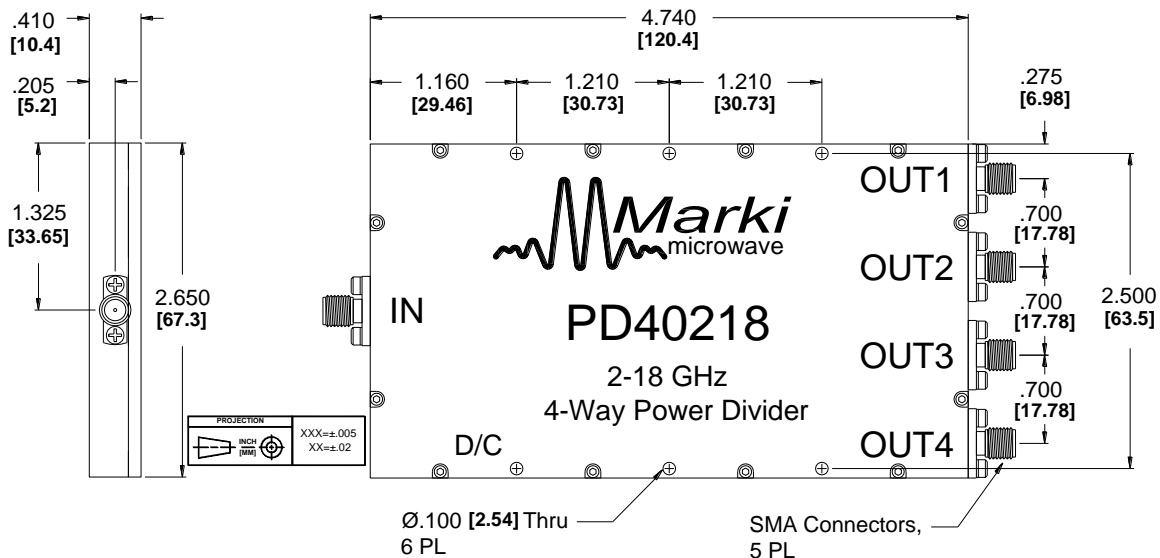 .410
[10.4]
.205
[5.2]
4.740
[120.4]
1.160
[29.46]
1.210
[30.73]
1.210
[30.73]
.275
[6.98]
1.325
[33.65]
2.650
[67.3]
OUT1
Marki
microwave
.700
[17.78]
OUT2
IN
PD40218
.700
[17.78]
2.500
[63.5]
OUT3
2-18 GHz
4-Way Power Divider
.700
[17.78]
PROJECTION
INCH
[MM]
XXX=±.005
XX=±.02
D/C
OUT4
Ø.100 [2.54] Thru
6 PL
SMA Connectors,
5 PL